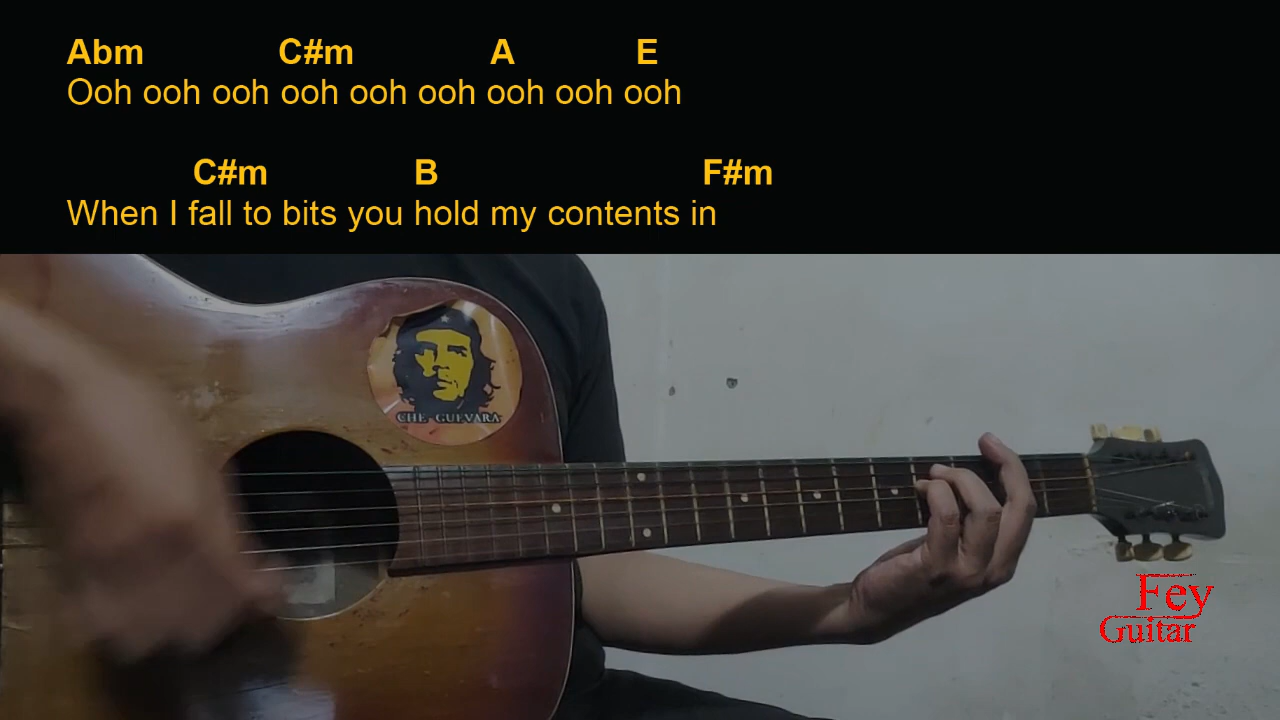 Abm C#m A E
Ooh ooh ooh ooh ooh ooh ooh ooh ooh
C#m B F#m
When I fall to bits you hold my contents in
CHE GUEVARA
Fey
Guitar